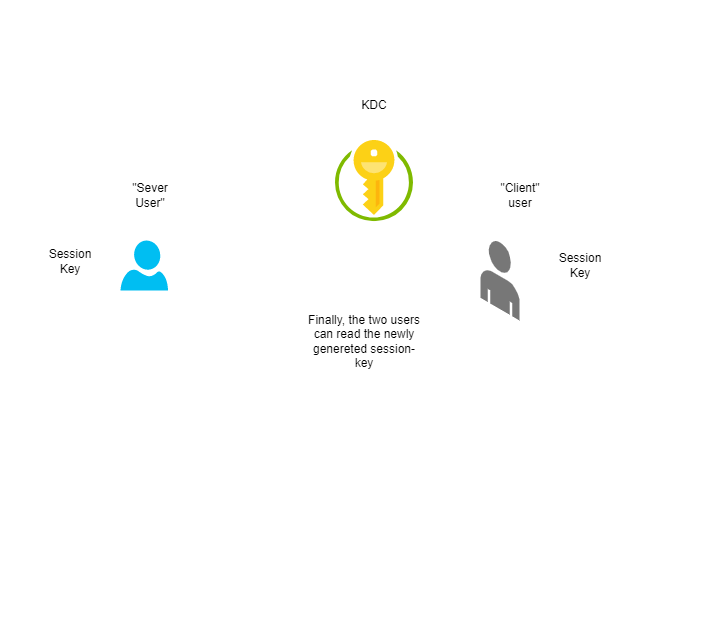 KDC
"Sever
User"
"Client"
user
Session
Key
Session
Key
Finally, the two users
can read the newly
genereted session-
key